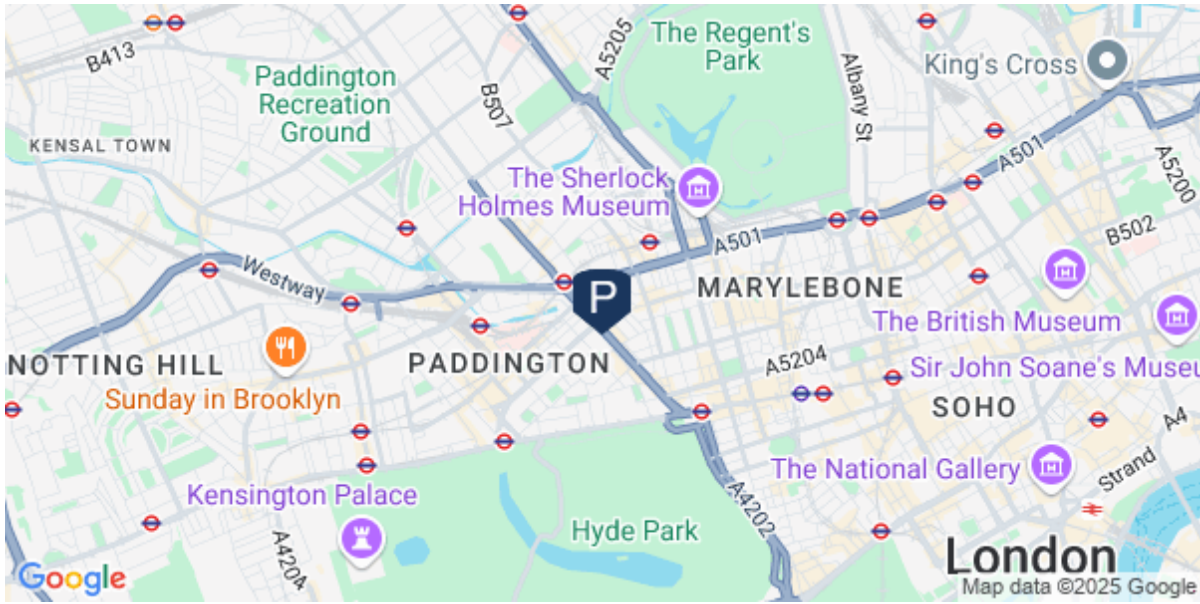 The Regent's
Park
King's Cross
B413
A5205
Albany St
Paddington
Recreation
Ground
B507
KENSAL TOWN
A501
A5200
The Sherlock
Holmes Museum
B502
A501
Westway
P
MARYLEBONE
The British Museum
NOTTING HILL
PADDINGTON
A5204
Sir John Soane's Museu
Sunday in Brooklyn
SOHO
A4
The National Gallery
Strand
Kensington Palace
A4202
Hyde Park
A4204
London
Google
Map data ©2025 Google